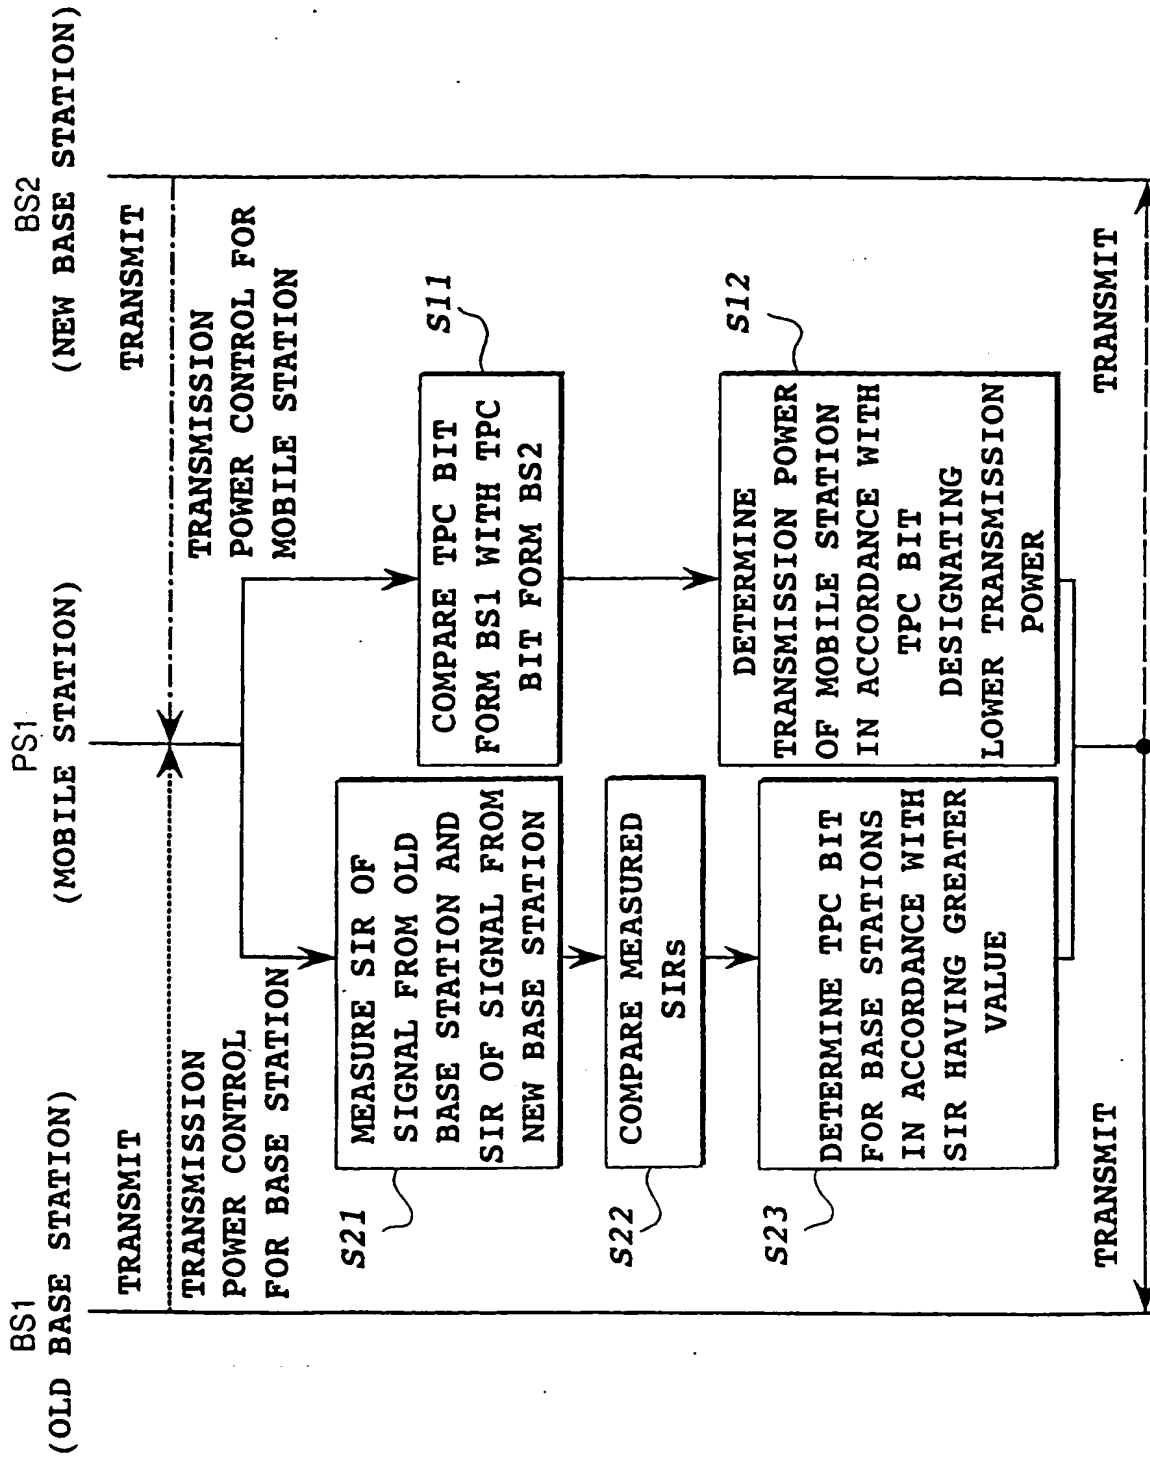 BS1
(OLD BASE STATION)
PS1
(MOBILE STATION)
BS2
(NEW BASE STATION)
TRANSMIT
TRANSMIT
TRANSMISSION
POWER CONTROL
FOR BASE STATION
TRANSMISSION
POWER CONTROL FOR
MOBILE STATION
S21
MEASURE SIR OF
SIGNAL FROM OLD
BASE STATION AND
SIR OF SIGNAL FROM
NEW BASE STATION
S11
COMPARE TPC BIT
FORM BS1 WITH TPC
BIT FORM BS2
S22
COMPARE MEASURED
SIRs
S12
DETERMINE
TRANSMISSION POWER
OF MOBILE STATION
IN ACCORDANCE WITH
TPC BIT
DESIGNATING
LOWER TRANSMISSION
POWER
S23
DETERMINE TPC BIT
FOR BASE STATIONS
IN ACCORDANCE WITH
SIR HAVING GREATER
VALUE
TRANSMIT
TRANSMIT